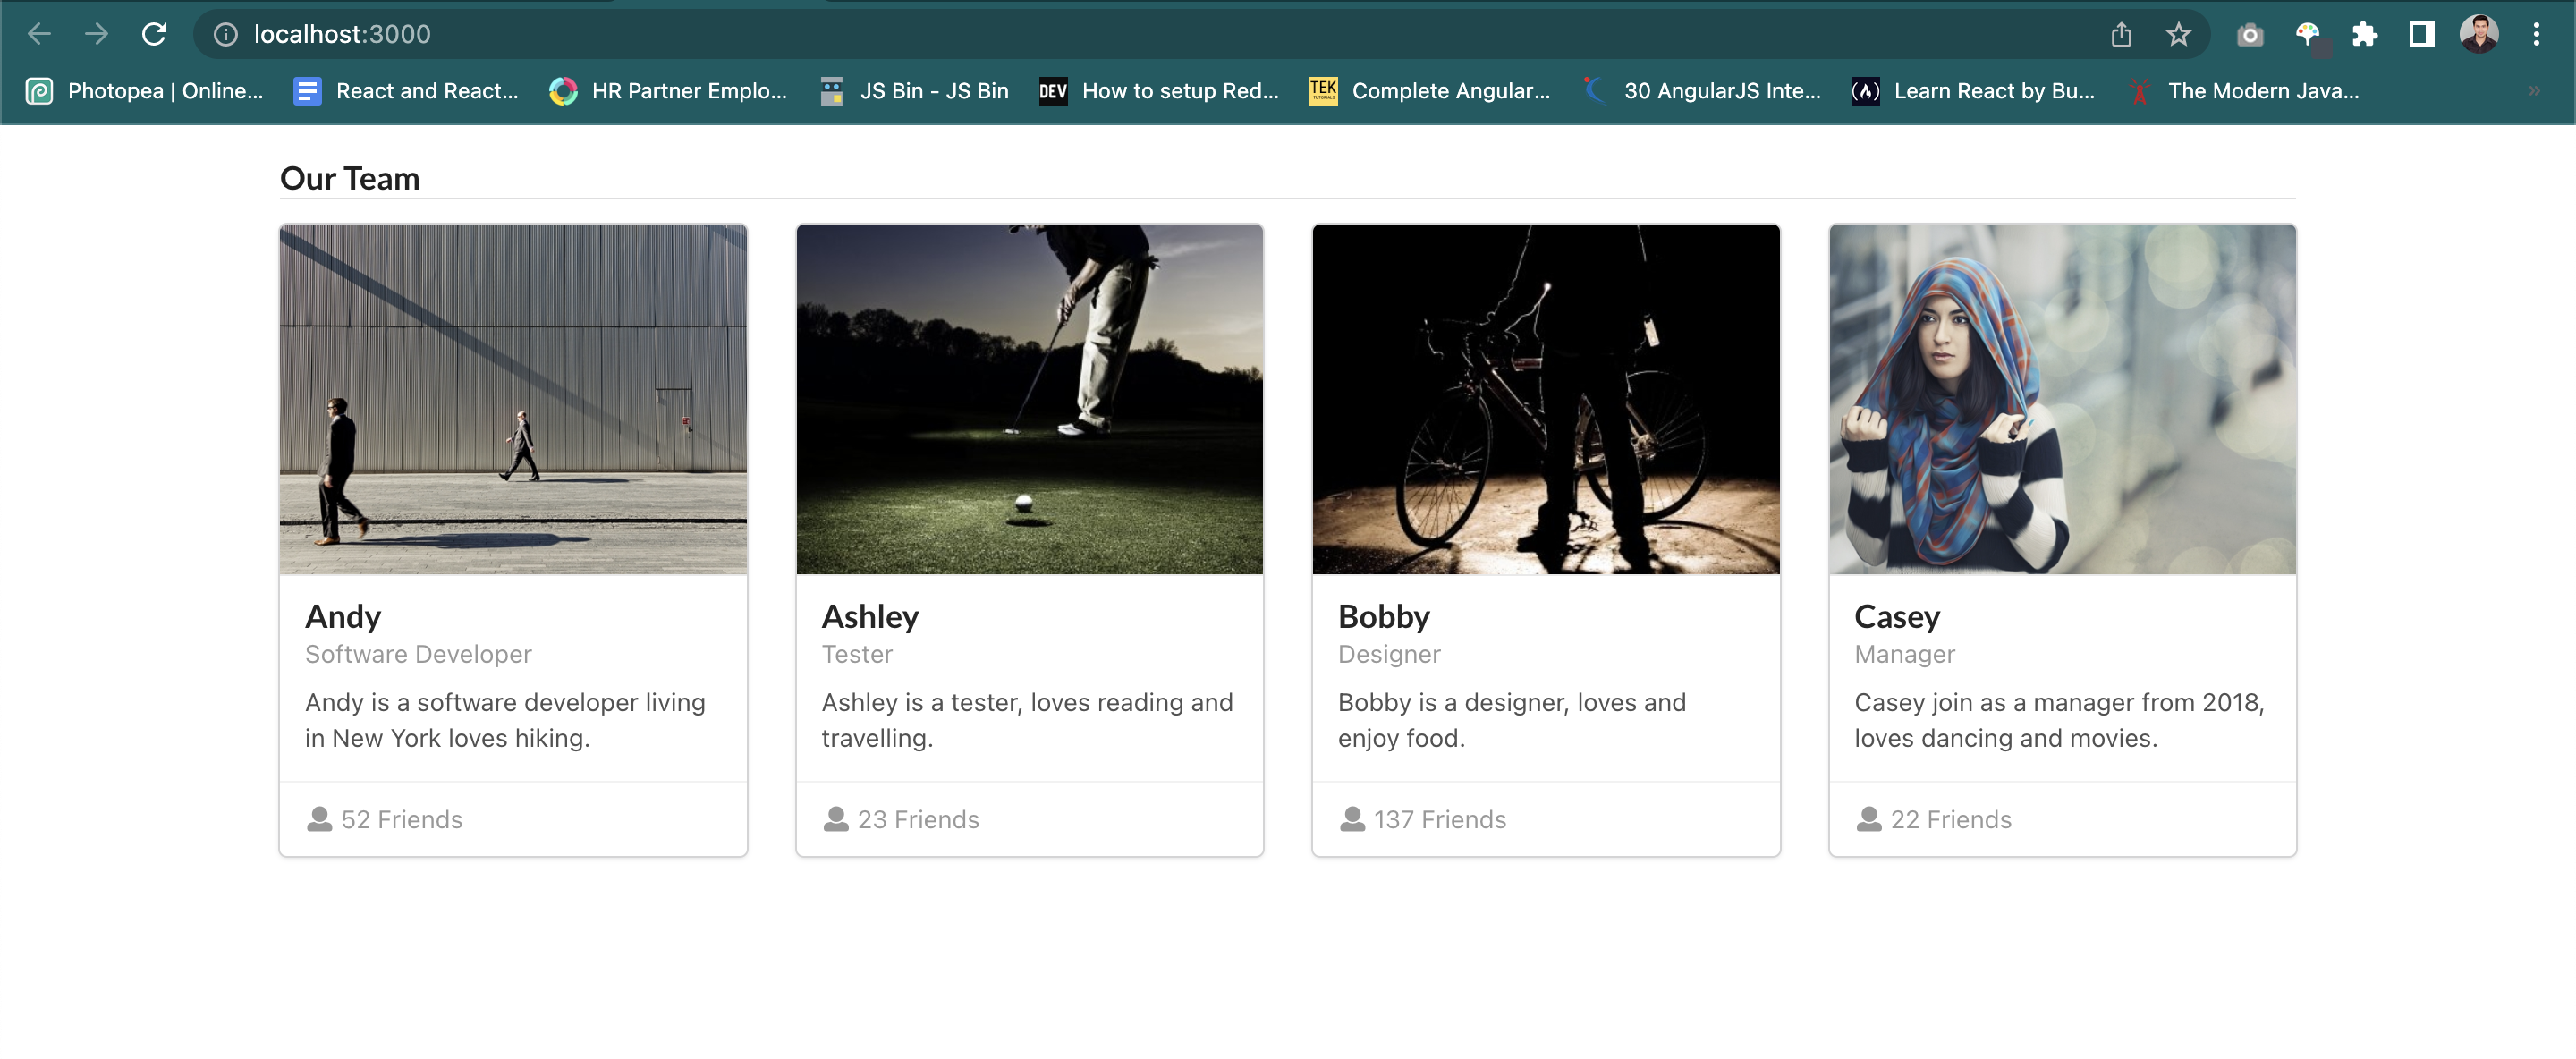 localhost:3000
Photopea | Online... React and React... HR Partner Emplo... JS Bin - JS Bin DEV How to setup Red... TEK TUTORIALS Complete Angular... 30 AngularJS Inte... Learn React by Bu... The Modern Java...
Our Team
Andy
Software Developer
Andy is a software developer living
in New York loves hiking.
52 Friends
Ashley
Tester
Ashley is a tester, loves reading and
travelling.
23 Friends
Bobby
Designer
Bobby is a designer, loves and
enjoy food.
137 Friends
Casey
Manager
Casey join as a manager from 2018,
loves dancing and movies.
22 Friends